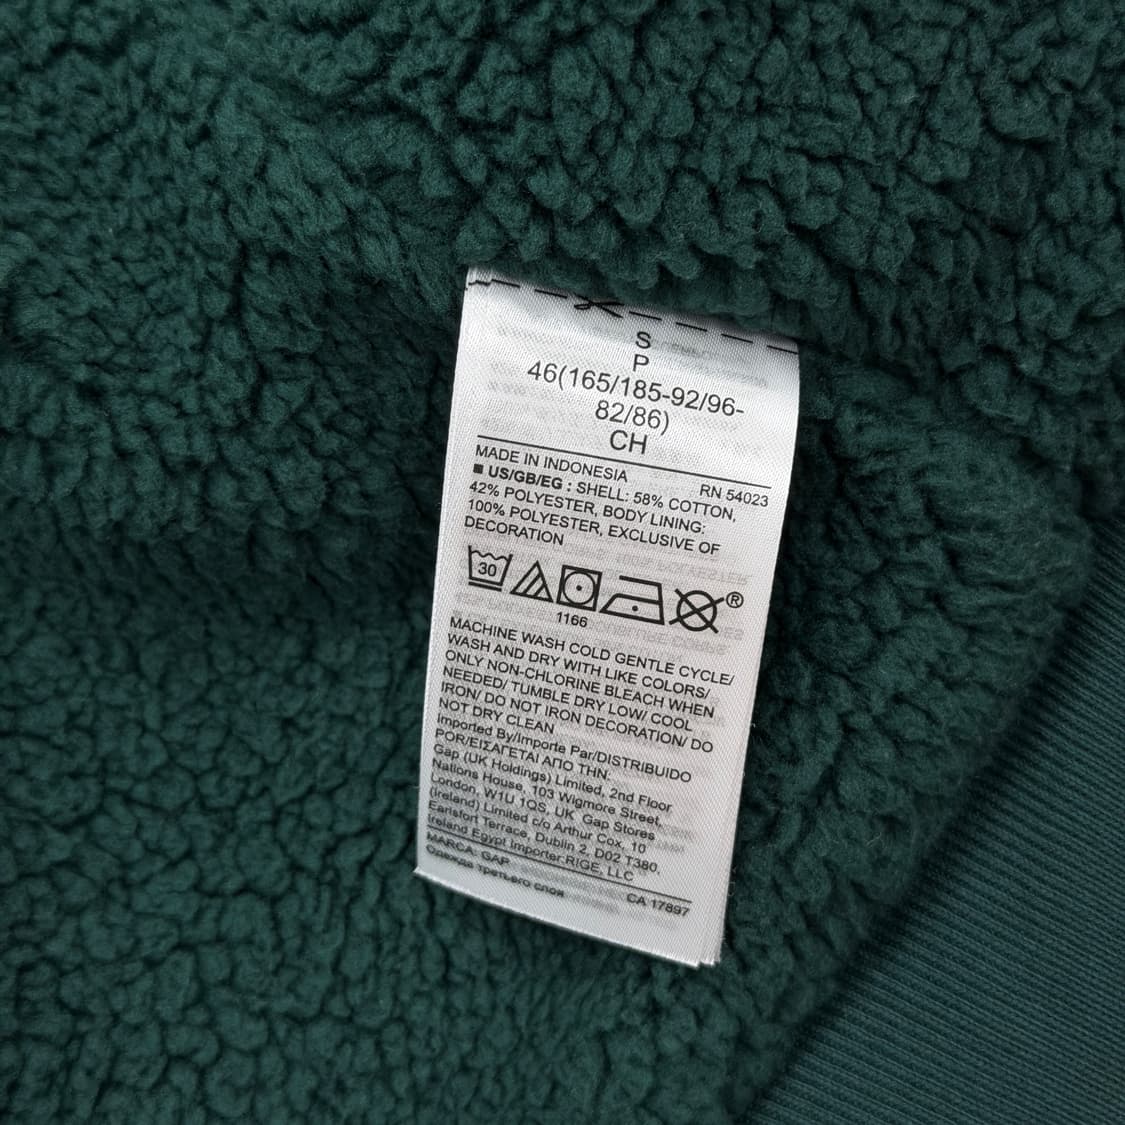 S
P
46(165/185-92/96-
82/86)
CH
MADE IN INDONESIA
RN 54023
■ US/GB/EG : SHELL: 58% COTTON,
42% POLYESTER, BODY LINING:
100% POLYESTER, EXCLUSIVE OF
DECORATION
30
®
1166
MACHINE WASH COLD GENTLE CYCLE/
WASH AND DRY WITH LIKE COLORS/
ONLY NON-CHLORINE BLEACH WHEN
NEEDED/ TUMBLE DRY LOW/ COOL
IRON/ DO NOT IRON DECORATION/ DO
NOT DRY CLEAN
Imported By/Importe Par/DISTRIBUIDO
POR/ΕΙΣΑΓΕΤΑΙ ΑΠΟ ΤΗΝ:
Gap (UK Holdings) Limited, 2nd Floor
Nations House, 103 Wigmore Street,
London, W1U 1QS, UK Gap Stores
(Ireland) Limited c/o Arthur Cox, 10
Earlsfort Terrace, Dublin 2, D02 T380,
Ireland Egypt Importer:RIGE, LLC
MARCA: GAP
CA 17897
Одежда третьего слоя